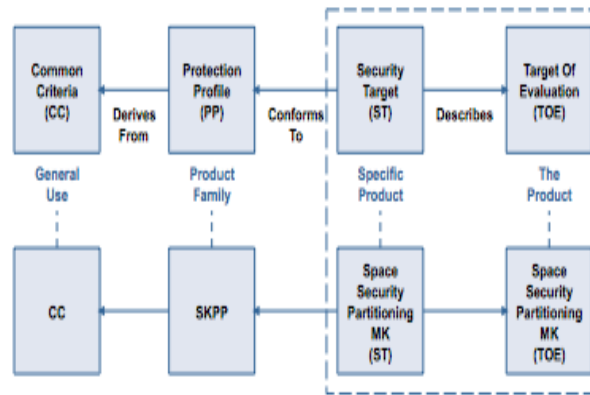 Common
Criteria
(CC)
Derives
From
Protection
Profile
(PP)
Conforms
To
Security
Target
(ST)
Describes
Target Of
Evaluation
(TOE)
General
Use
Product
Family
Specific
Product
The
Product
CC
SKPP
Space
Security
Partitioning
MK
(ST)
Space
Security
Partitioning
MK
(TOE)